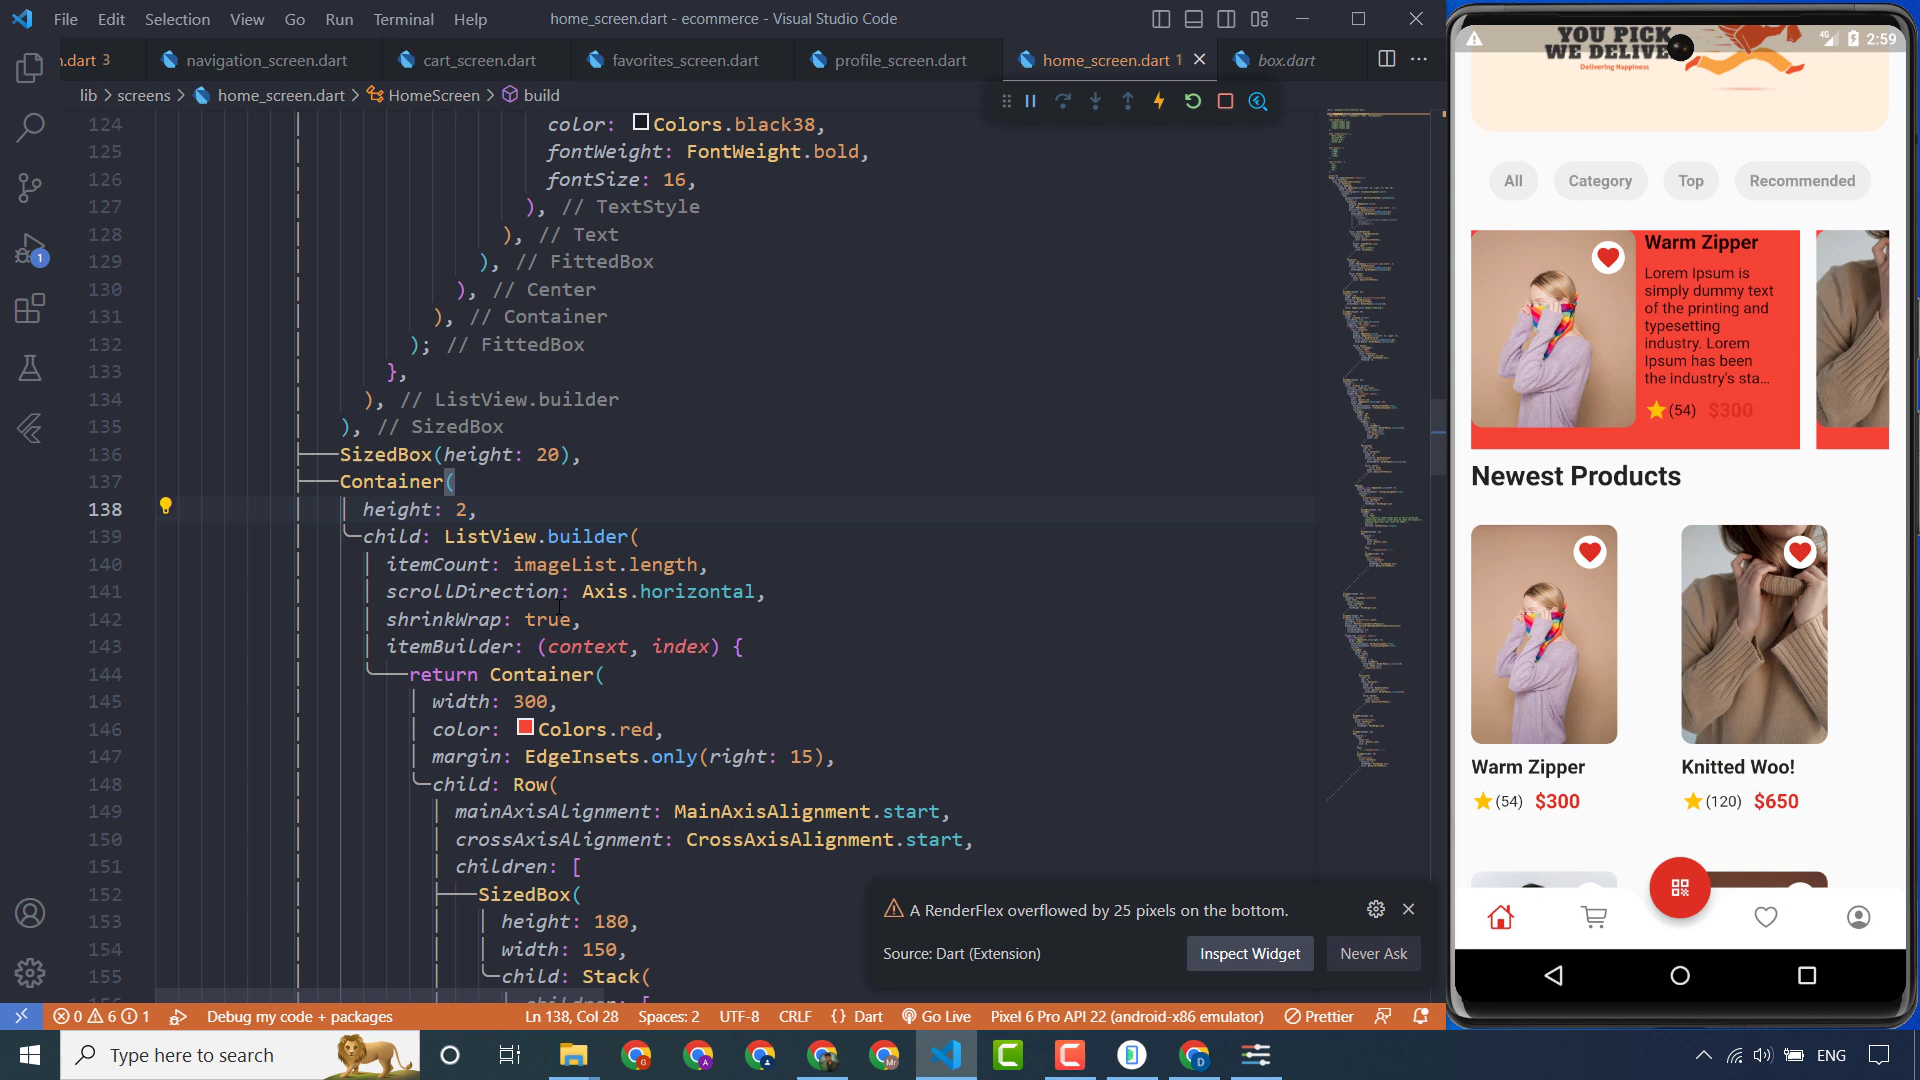 File Edit Selection View Go Run Terminal Help
home_screen.dart - ecommerce - Visual Studio Code
n.dart 3 navigation_screen.dart cart_screen.dart favorites_screen.dart profile_screen.dart home_screen.dart 1 box.dart
lib > screens > home_screen.dart > HomeScreen > build
124 color: Colors.black38,
125 fontWeight: FontWeight.bold,
126 fontSize: 16,
127 ), // TextStyle
128 ), // Text
129 ), // FittedBox
130 ), // Center
131 ), // Container
132 ); // FittedBox
133 },
134 ), // ListView.builder
135 ), // SizedBox
136 SizedBox(height: 20),
137 Container(
138 height: 2,
139 child: ListView.builder(
140 itemCount: imageList.length,
141 scrollDirection: Axis.horizontal,
142 shrinkWrap: true,
143 itemBuilder: (context, index) {
144 return Container(
145 width: 300,
146 color: Colors.red,
147 margin: EdgeInsets.only(right: 15),
148 child: Row(
149 mainAxisAlignment: MainAxisAlignment.start,
150 crossAxisAlignment: CrossAxisAlignment.start,
151 children: [
152 SizedBox(
153 height: 180,
154 width: 150,
155 child: Stack(
1
A RenderFlex overflowed by 25 pixels on the bottom.
Source: Dart (Extension)
Inspect Widget
Never Ask
0 6 1 Debug my code + packages
Ln 138, Col 28 Spaces: 2 UTF-8 CRLF {} Dart Go Live Pixel 6 Pro API 22 (android-x86 emulator) Prettier
Type here to search
ENG
4G 2:59
YOU PICK
WE DELIVE
Delivering Happiness
All Category Top Recommended
Warm Zipper
Lorem Ipsum is
simply dummy text
of the printing and
typesetting
industry. Lorem
Ipsum has been
the industry's sta...
(54) $300
Newest Products
Warm Zipper
(54) $300
Knitted Woo!
(120) $650